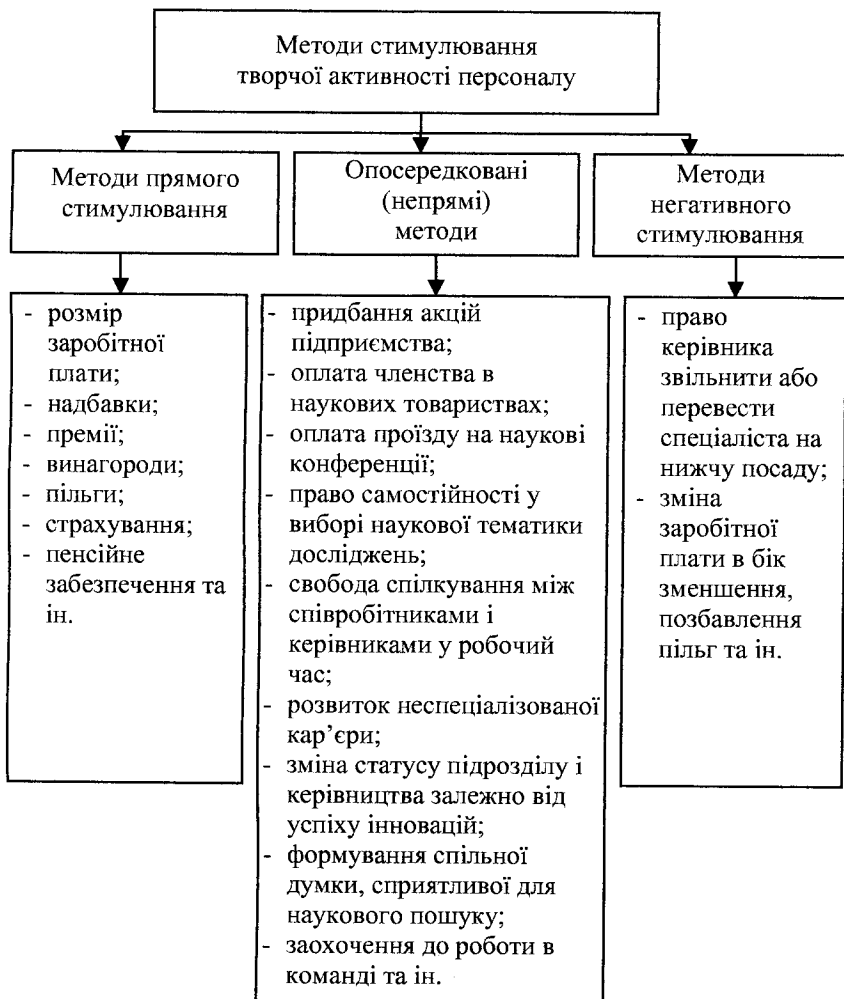 Методи стимулювання
творчої активності персоналу
Методи прямого
стимулювання
Опосередковані
(непрямі)
методи
Методи
негативного
стимулювання
- розмір
заробітної
плати;
- надбавки;
- премії;
- винагороди;
- пільги;
- страхування;
- пенсійне
забезпечення та
ін.
- придбання акцій
підприємства;
- оплата членства в
наукових товариствах;
- оплата проїзду на наукові
конференції;
- право самостійності у
виборі наукової тематики
досліджень;
- свобода спілкування між
співробітниками і
керівниками у робочий
час;
- розвиток неспеціалізованої
кар’єри;
- зміна статусу підрозділу і
керівництва залежно від
успіху інновацій;
- формування спільної
думки, сприятливої для
наукового пошуку;
- заохочення до роботи в
команді та ін.
- право
керівника
звільнити або
перевести
спеціаліста на
нижчу посаду;
- зміна
заробітної
плати в бік
зменшення,
позбавлення
пільг та ін.